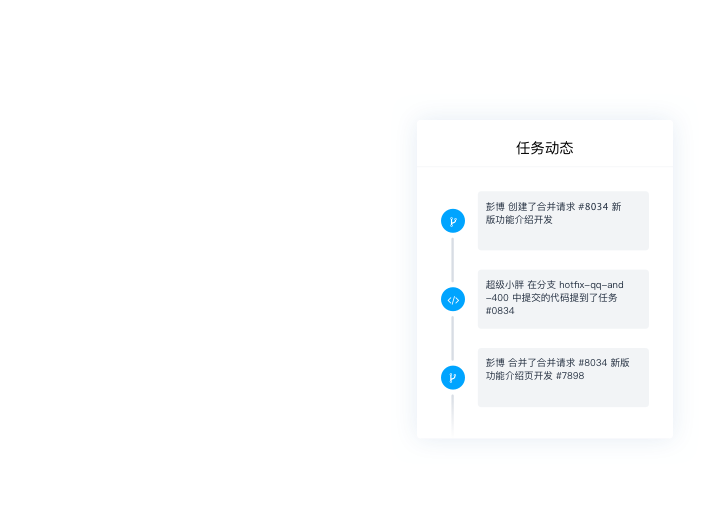 任务动态
彭博 创建了合并请求 #8034 新
版功能介绍开发
超级小胖 在分支 hotfix-qq-and
-400 中提交的代码提到了任务
#0834
彭博 合并了合并请求 #8034 新版
功能介绍页开发 #7898